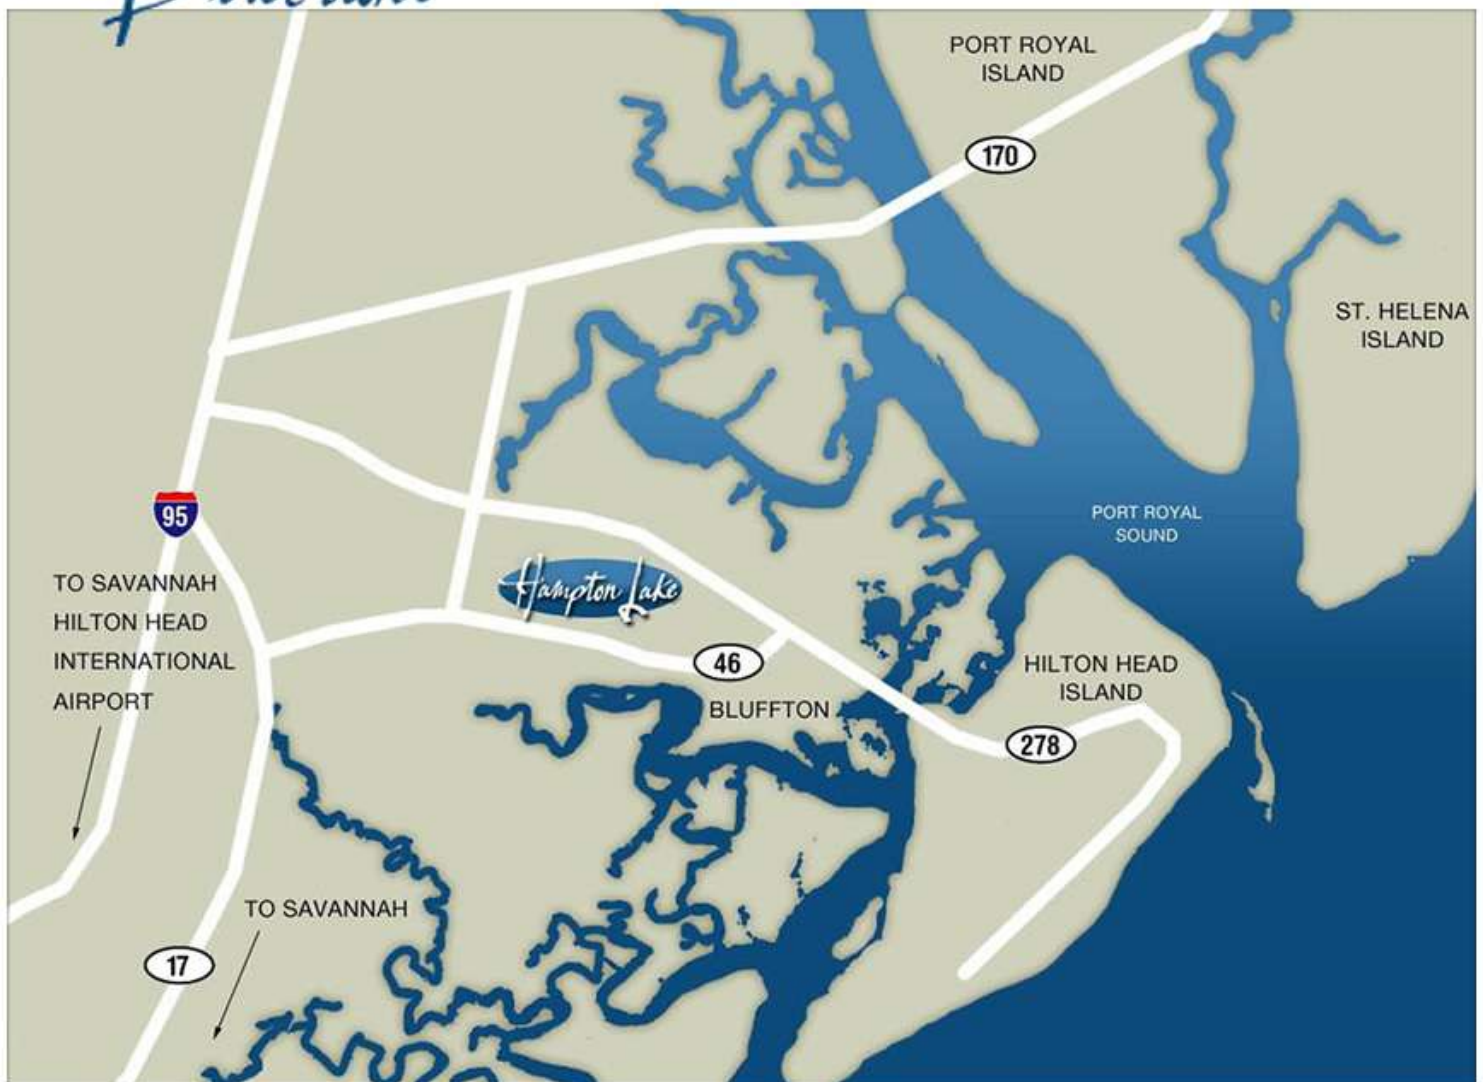 PORT ROYAL
ISLAND
170
ST. HELENA
ISLAND
95
PORT ROYAL
SOUND
TO SAVANNAH
HILTON HEAD
INTERNATIONAL
AIRPORT
Hampton Lake
46
HILTON HEAD
ISLAND
BLUFFTON
278
TO SAVANNAH
17